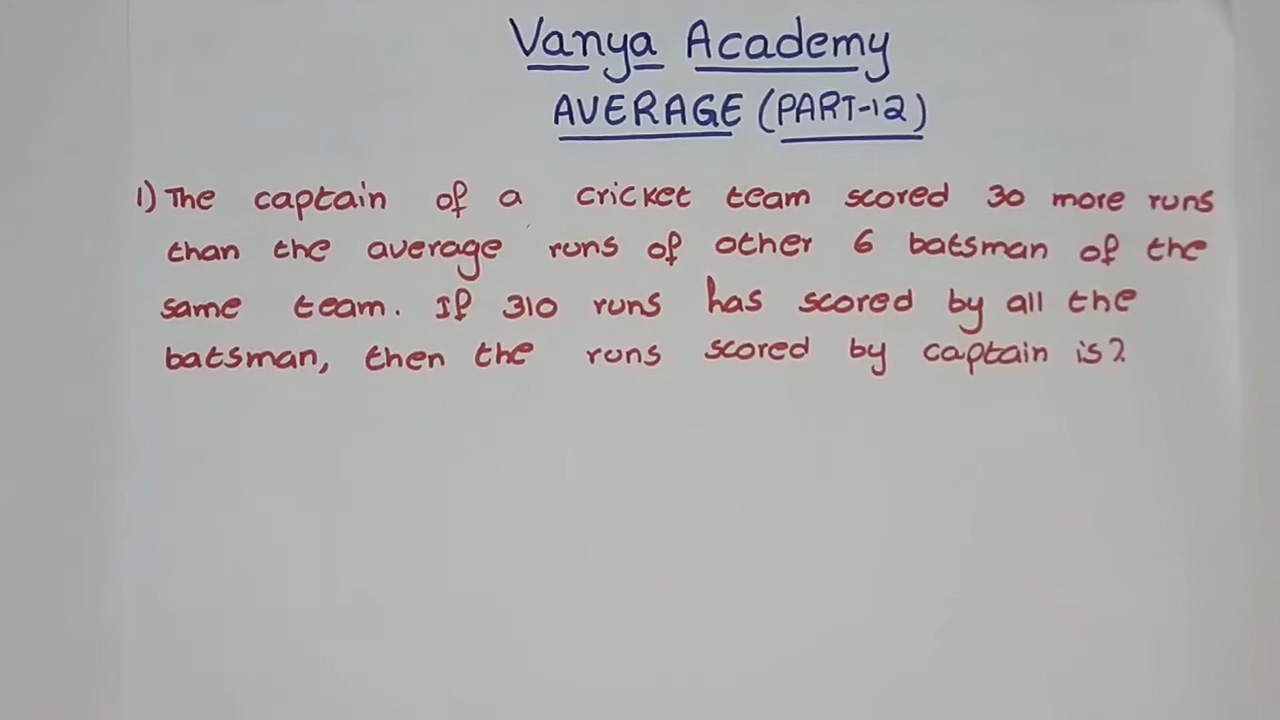 Vanya Academy
AVERAGE (PART-12)
1) The captain of a cricket team scored 30 more runs
than the average runs of other 6 batsman of the
same team. If 310 runs has scored by all the
batsman, then the runs scored by captain is?